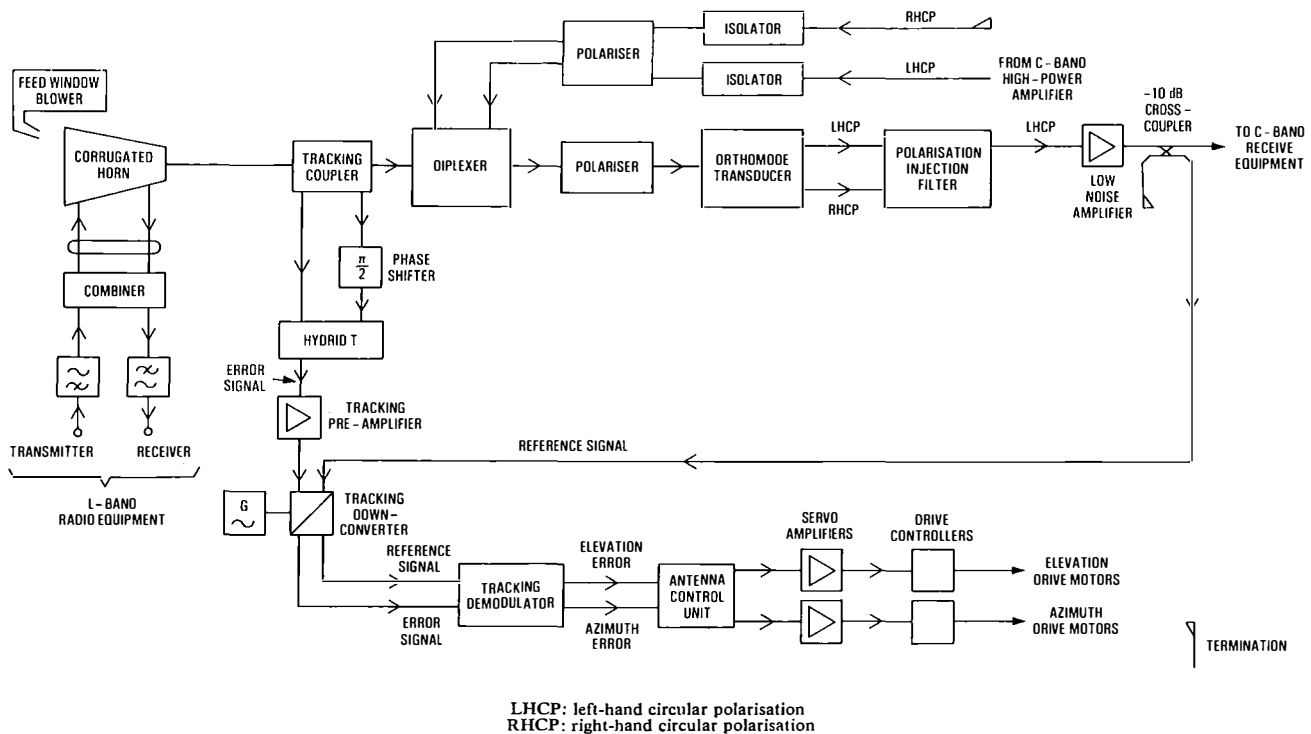 FEED WINDOW
BLOWER
CORRUGATED
HORN
COMBINER
TRANSMITTER
RECEIVER
L-BAND
RADIO EQUIPMENT
TRACKING
COUPLER
π/2
PHASE
SHIFTER
HYBRID T
ERROR
SIGNAL
TRACKING
PRE-AMPLIFIER
G
TRACKING
DOWN-
CONVERTER
DIPLEXER
POLARISER
ISOLATOR
RHCP
ISOLATOR
LHCP
FROM C-BAND
HIGH-POWER
AMPLIFIER
POLARISER
ORTHOMODE
TRANSDUCER
LHCP
RHCP
POLARISATION
INJECTION
FILTER
LHCP
LOW
NOISE
AMPLIFIER
-10 dB
CROSS-
COUPLER
TO C-BAND
RECEIVE
EQUIPMENT
REFERENCE SIGNAL
REFERENCE
SIGNAL
ERROR
SIGNAL
TRACKING
DEMODULATOR
ELEVATION
ERROR
AZIMUTH
ERROR
ANTENNA
CONTROL
UNIT
SERVO
AMPLIFIERS
DRIVE
CONTROLLERS
ELEVATION
DRIVE MOTORS
AZIMUTH
DRIVE MOTORS
TERMINATION
LHCP: left-hand circular polarisation
RHCP: right-hand circular polarisation